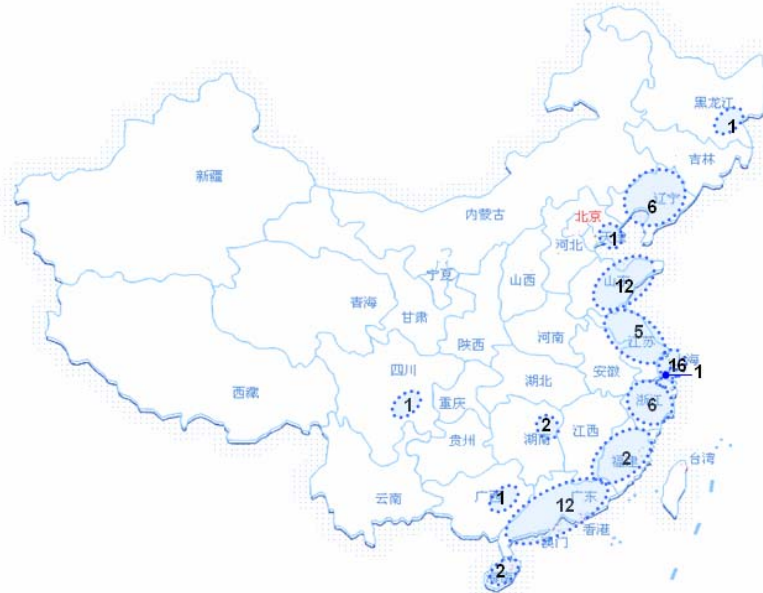 黑龙江
1
吉林
新疆
辽宁
6
内蒙古
北京
1
河北
宁夏
山西
山
12
青海
甘肃
5
江苏
河南
陕西
海
16
1
四川
安徽
湖北
西藏
1
重庆
浙江
6
2
湖南
江西
贵州
福建
2
台湾
云南
广
1
12
广东
香港
澳门
2